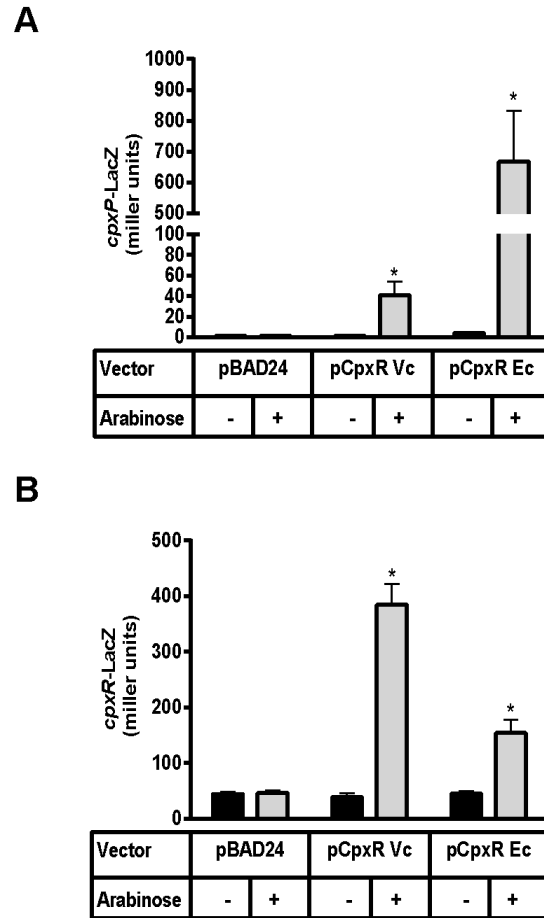 A
cpxP-LacZ
(miller units)
1000
900
800
700
600
500
100
80
60
40
20
0
*
*
Vector pBAD24 pCpxR Vc pCpxR Ec
Arabinose - + - + - +
B
cpxR-LacZ
(miller units)
500
400
300
200
100
0
*
*
Vector pBAD24 pCpxR Vc pCpxR Ec
Arabinose - + - + - +